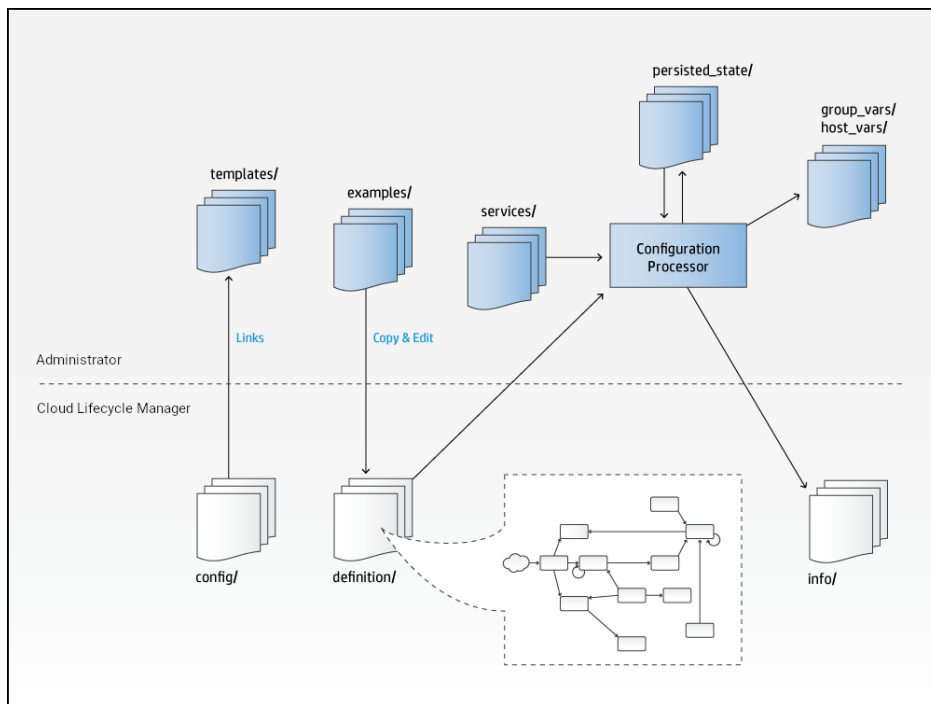 persisted_state/
group_vars/
host_vars/
templates/
examples/
services/
Configuration
Processor
Links
Copy & Edit
Administrator
Cloud Lifecycle Manager
config/
definition/
info/